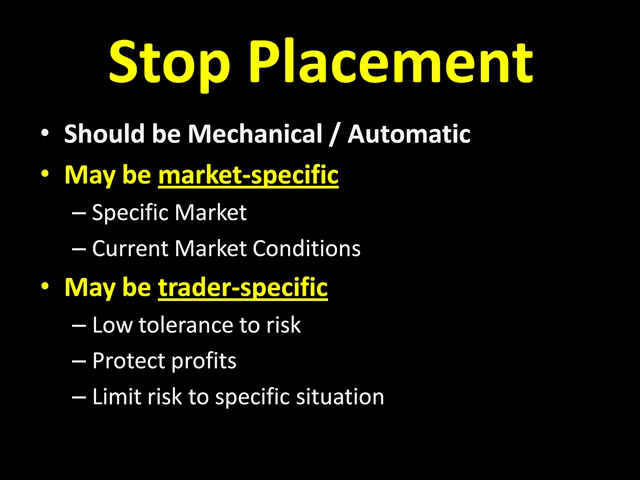 Stop Placement
• Should be Mechanical / Automatic
• May be market-specific
– Specific Market
– Current Market Conditions
• May be trader-specific
– Low tolerance to risk
– Protect profits
– Limit risk to specific situation